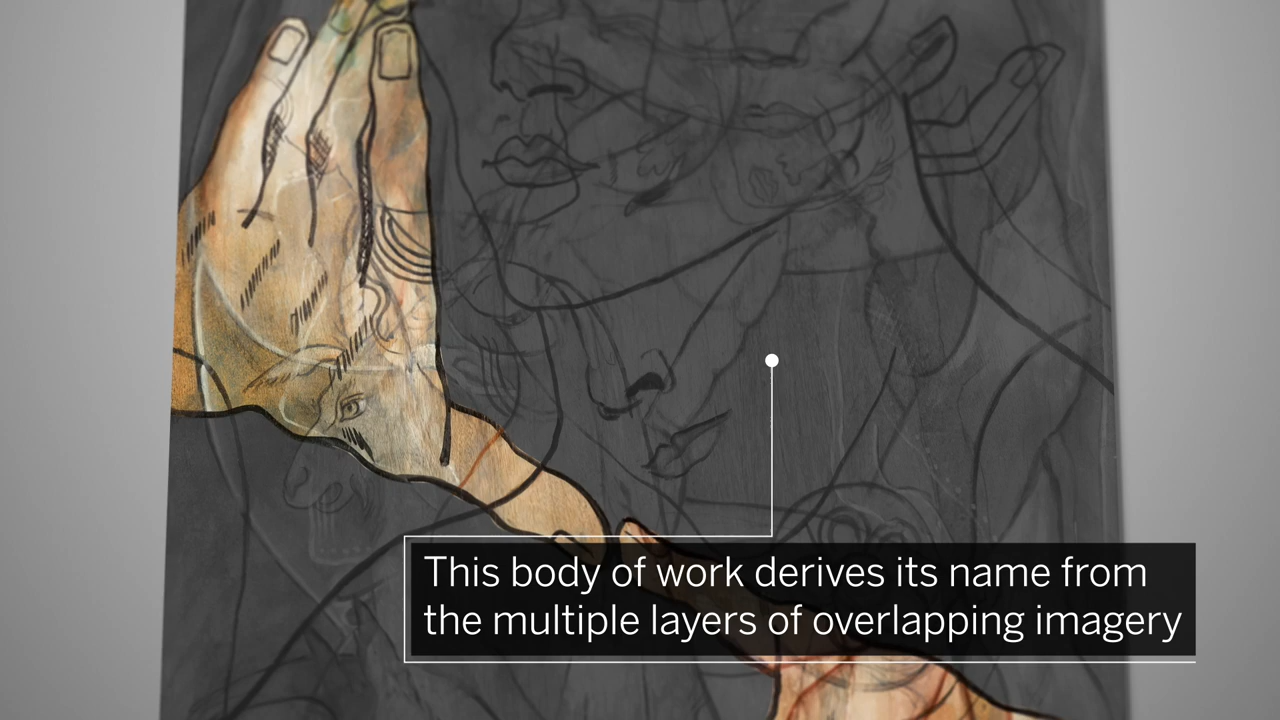 This body of work derives its name from
the multiple layers of overlapping imagery